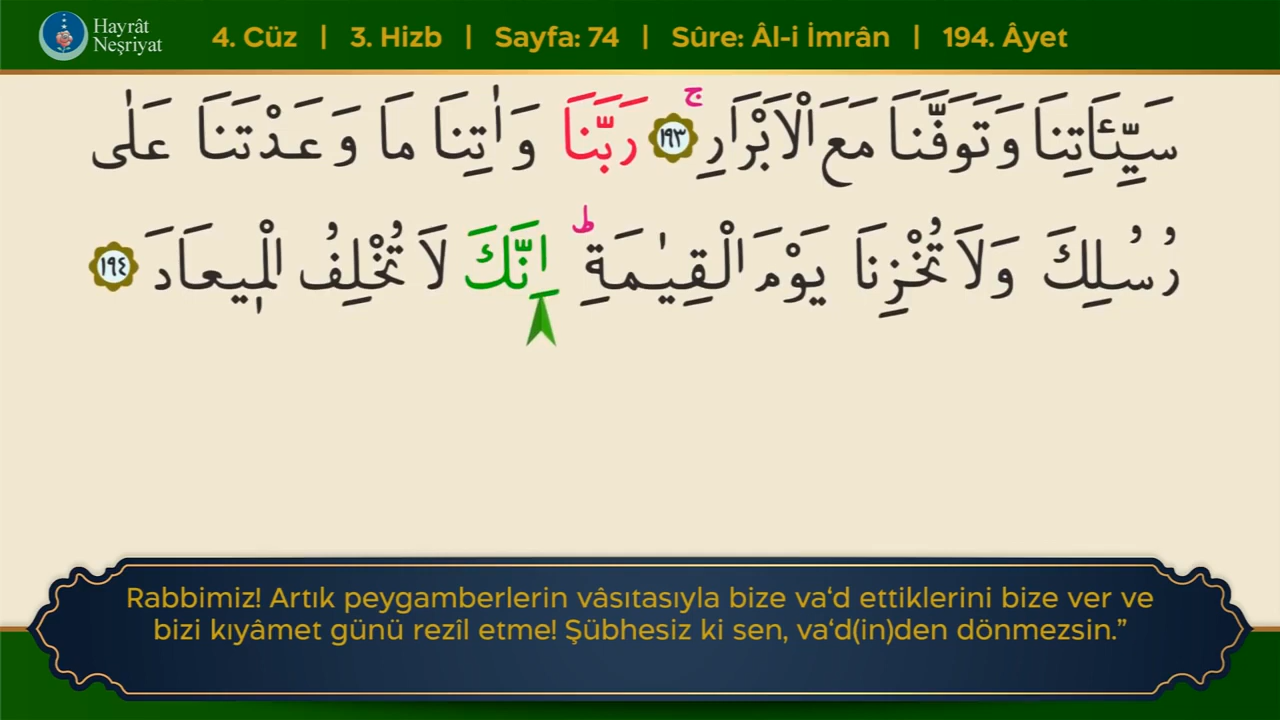 Hayrât
Neşriyat
4. Cüz | 3. Hizb | Sayfa: 74 | Sûre: Âl-i İmrân | 194. Âyet
سَيِّـَٔاتِنَا وَتَوَفَّنَا مَعَ الْاَبْرَارِۚ ﴿١٩٣﴾ رَبَّنَا وَاٰتِنَا مَا وَعَدْتَنَا عَلٰى
رُسُلِكَ وَلَا تُخْزِنَا يَوْمَ الْقِيٰمَةِؕ اِنَّكَ لَا تُخْلِفُ الْمٖيعَادَ ﴿١٩٤﴾
Rabbimiz! Artık peygamberlerin vâsıtasıyla bize va‘d ettiklerini bize ver ve
bizi kıyâmet günü rezîl etme! Şübhesiz ki sen, va‘d(in)den dönmezsin.”